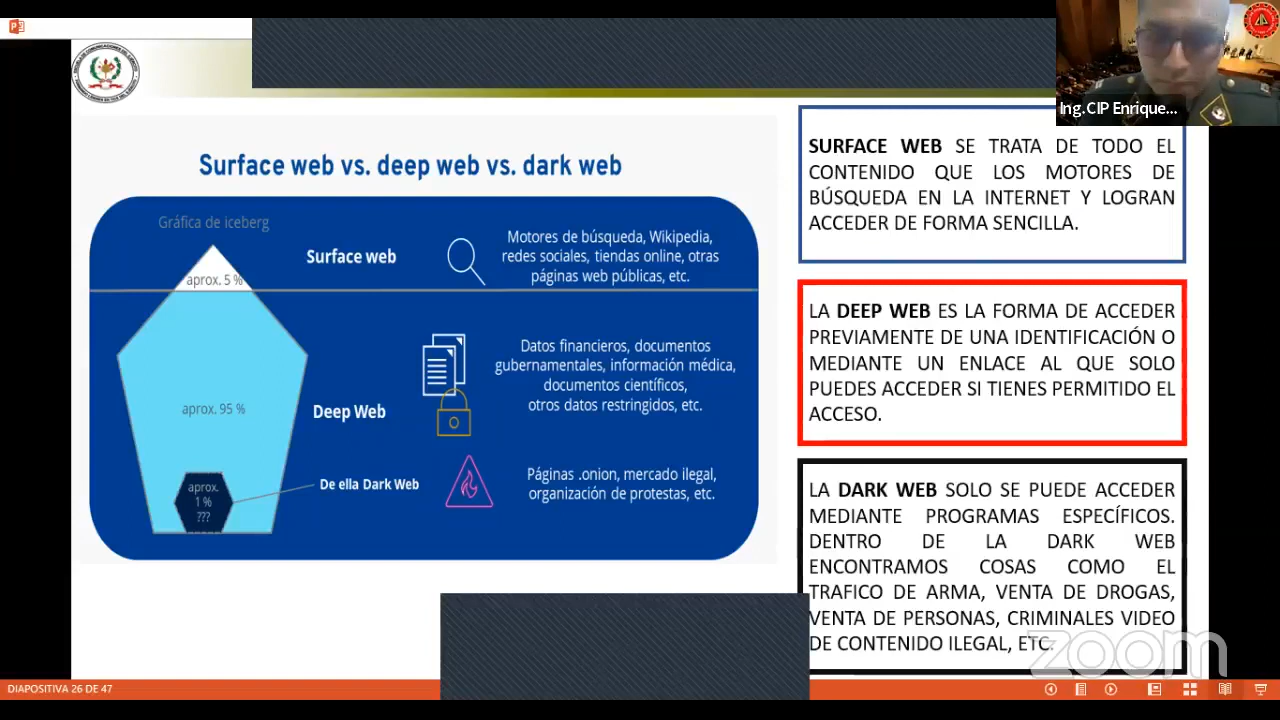 Ing.CIP Enrique...
Surface web vs. deep web vs. dark web
Gráfica de iceberg
aprox. 5 %
Surface web
Motores de búsqueda, Wikipedia,
redes sociales, tiendas online, otras
páginas web públicas, etc.
aprox. 95 %
Deep Web
Datos financieros, documentos
gubernamentales, información médica,
documentos científicos,
otros datos restringidos, etc.
aprox.
1 %
???
De ella Dark Web
Páginas .onion, mercado ilegal,
organización de protestas, etc.
SURFACE WEB SE TRATA DE TODO EL
CONTENIDO QUE LOS MOTORES DE
BÚSQUEDA EN LA INTERNET Y LOGRAN
ACCEDER DE FORMA SENCILLA.
LA DEEP WEB ES LA FORMA DE ACCEDER
PREVIAMENTE DE UNA IDENTIFICACIÓN O
MEDIANTE UN ENLACE AL QUE SOLO
PUEDES ACCEDER SI TIENES PERMITIDO EL
ACCESO.
LA DARK WEB SOLO SE PUEDE ACCEDER
MEDIANTE PROGRAMAS ESPECÍFICOS.
DENTRO DE LA DARK WEB
ENCONTRAMOS COSAS COMO EL
TRAFICO DE ARMA, VENTA DE DROGAS,
VENTA DE PERSONAS, CRIMINALES VIDEO
DE CONTENIDO ILEGAL, ETC.
zoom
DIAPOSITIVA 26 DE 47